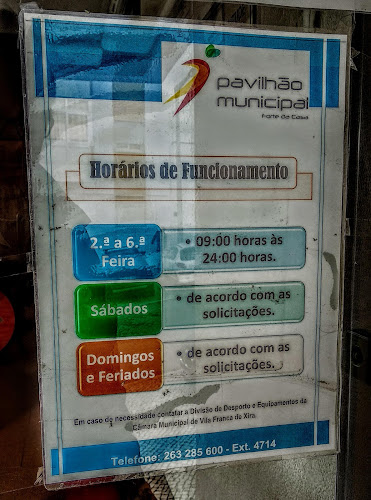 pavilhão
municipal
Forte da Casa
Horários de Funcionamento
2.ª a 6.ª
Feira
• 09:00 horas às
24:00 horas.
Sábados
• de acordo com as
solicitações.
Domingos
e Feriados
• de acordo com as
solicitações.
Em caso de necessidade contatar a Divisão de Desporto e Equipamentos da
Câmara Municipal de Vila Franca de Xira.
Telefone: 263 285 600 - Ext. 4714